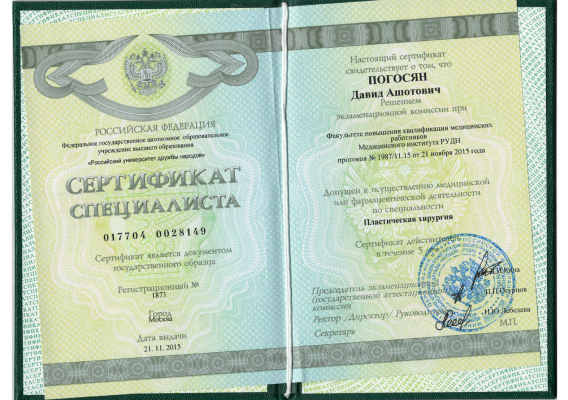 РОССИЙСКАЯ ФЕДЕРАЦИЯ
Федеральное государственное автономное образовательное
учреждение высшего образования
«Российский университет дружбы народов»
СЕРТИФИКАТ
СПЕЦИАЛИСТА
017704 0028149
Сертификат является документом
государственного образца
Регистрационный №
1873
Город
Москва
Дата выдачи
21. 11. 2015
Настоящий сертификат
свидетельствует о том, что
ПОГОСЯН
Давид Ашотович
Решением
экзаменационной комиссии при
Факультете повышения квалификации медицинских
работников
Медицинского института РУДН
протокол № 1987/11.15 от 21 ноября 2015 года
Допущен к осуществлению медицинской
или фармацевтической деятельности
по специальности
Пластическая хирургия
Сертификат действителен
в течение 5
Председатель экзаменационной
(государственной аттестационной)
комиссии
Ректор /Директор/ Руководитель
Н.Ю Лебедева
Секретарь
М.П.